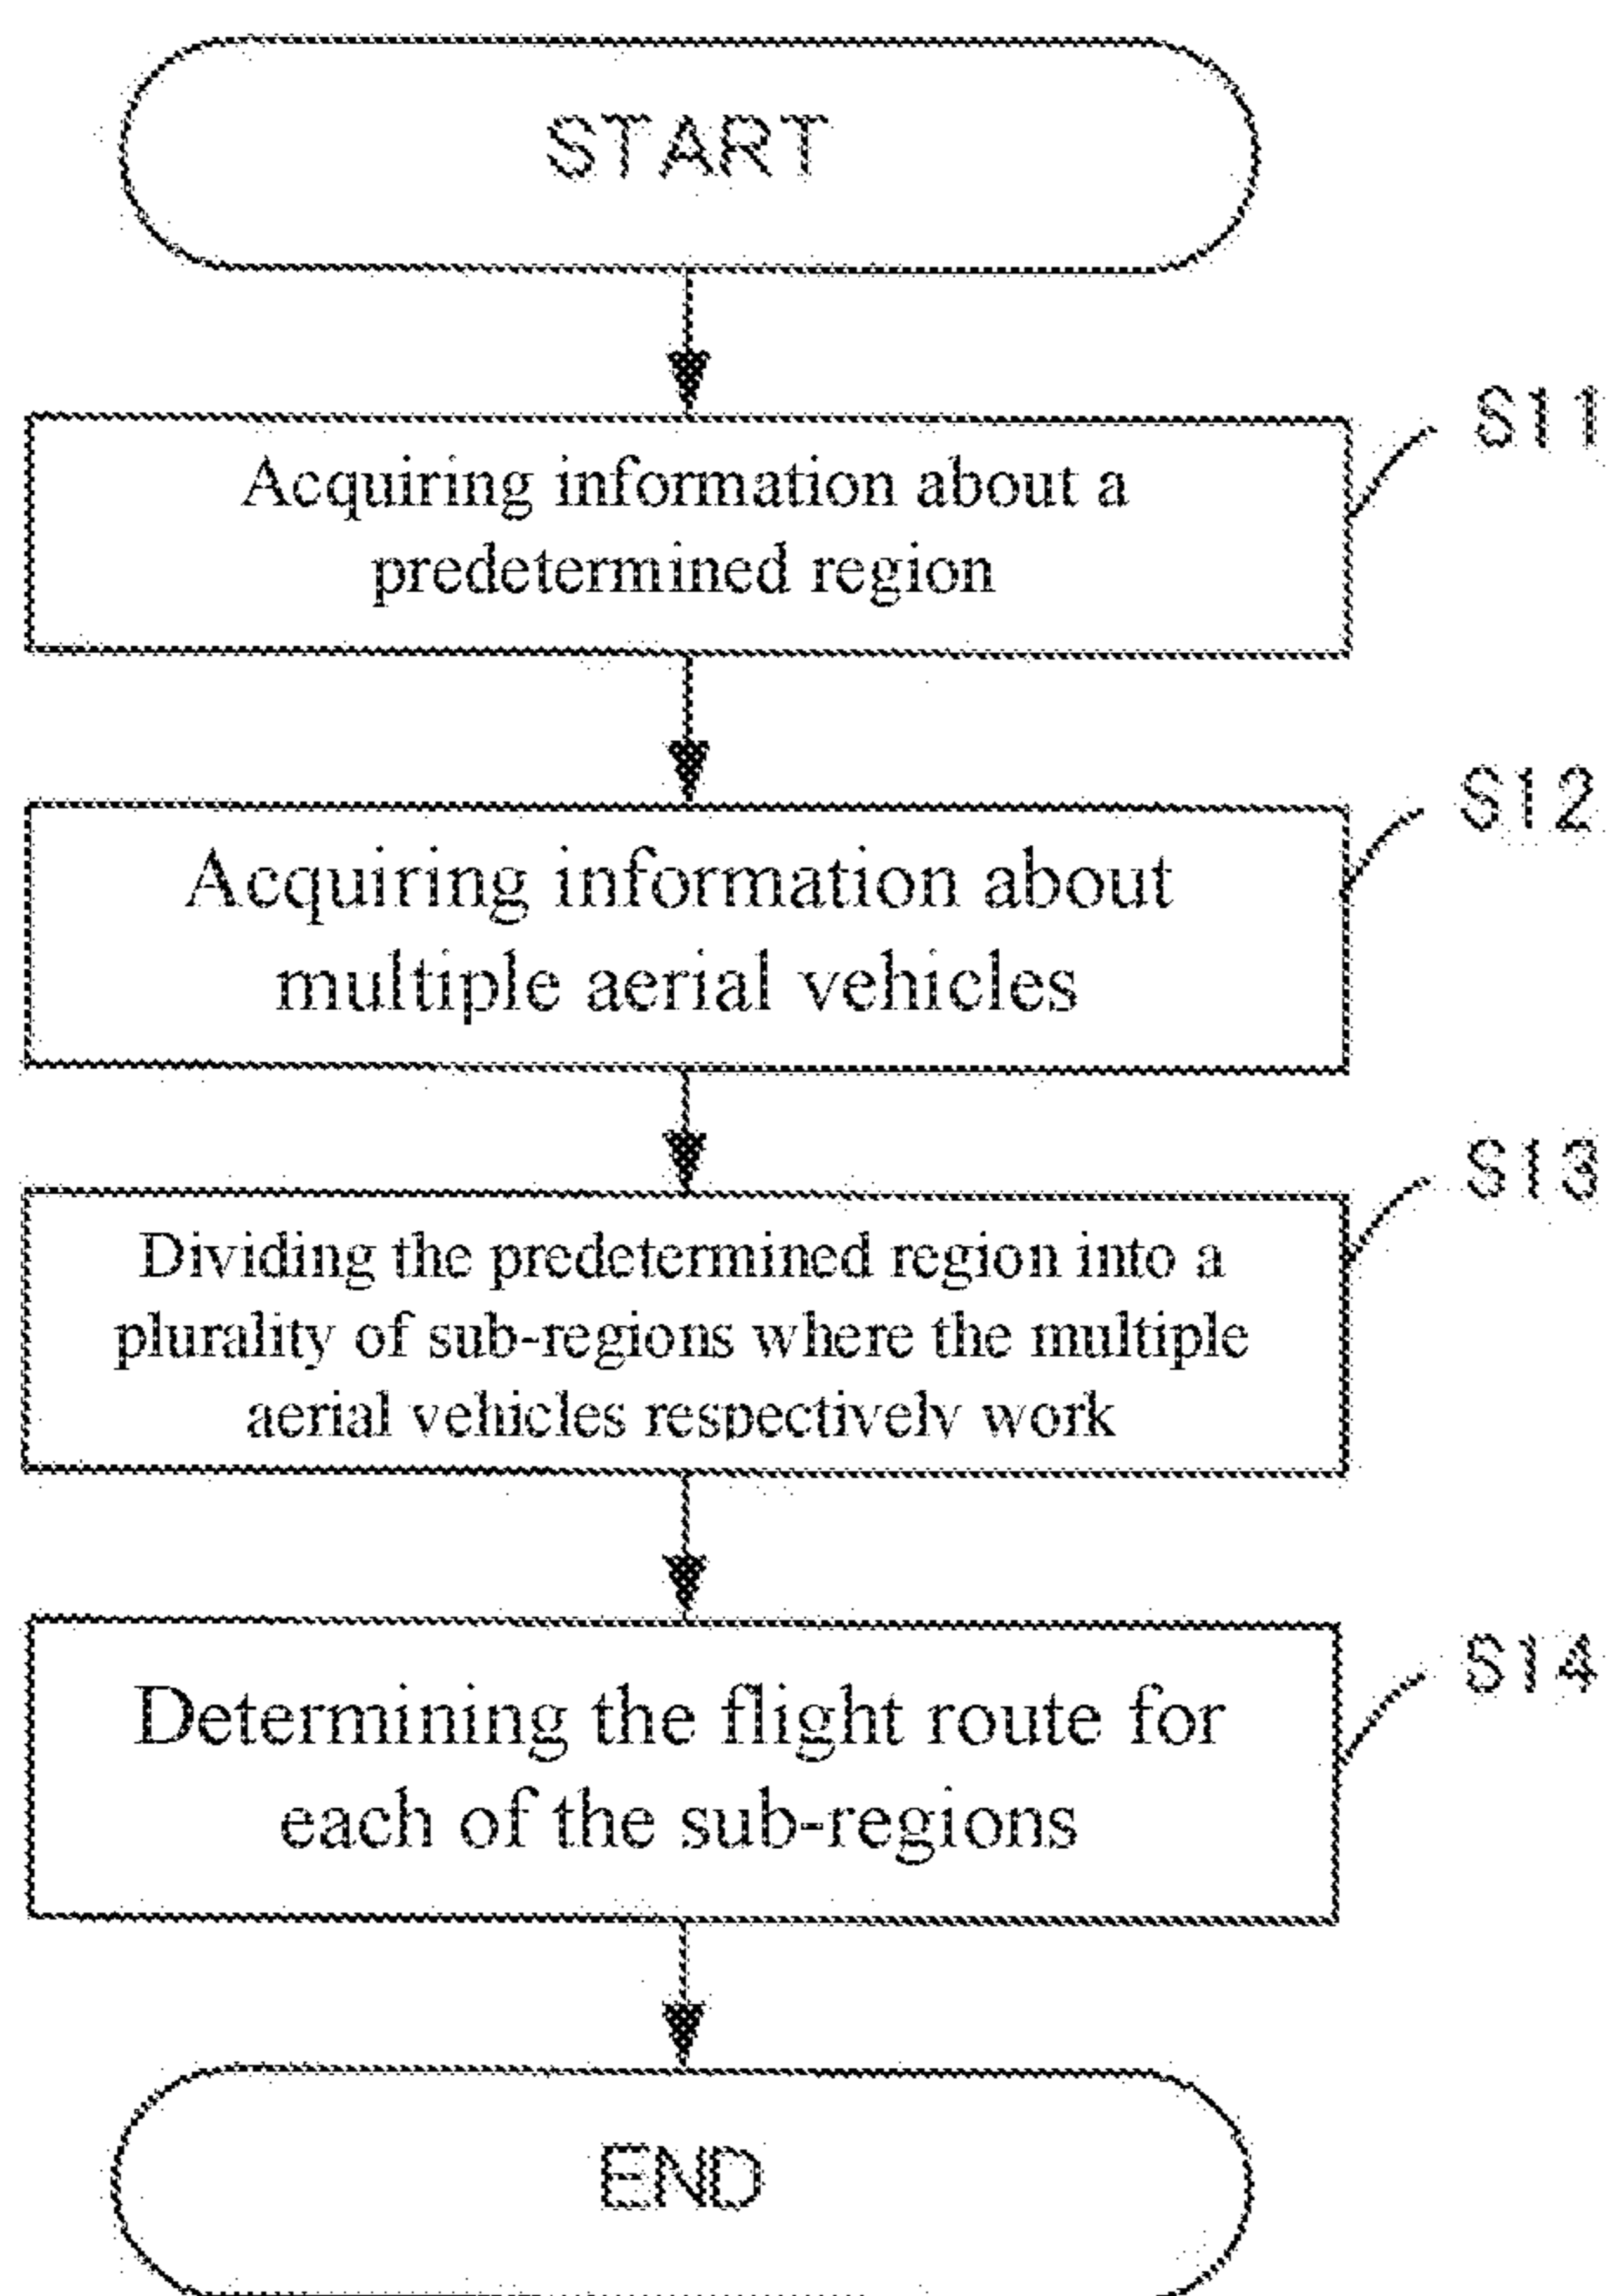 START
S11
Acquiring information about a
predetermined region
S12
Acquiring information about
multiple aerial vehicles
S13
Dividing the predetermined region into a
plurality of sub-regions where the multiple
aerial vehicles respectively work
S14
Determining the flight route for
each of the sub-regions
END